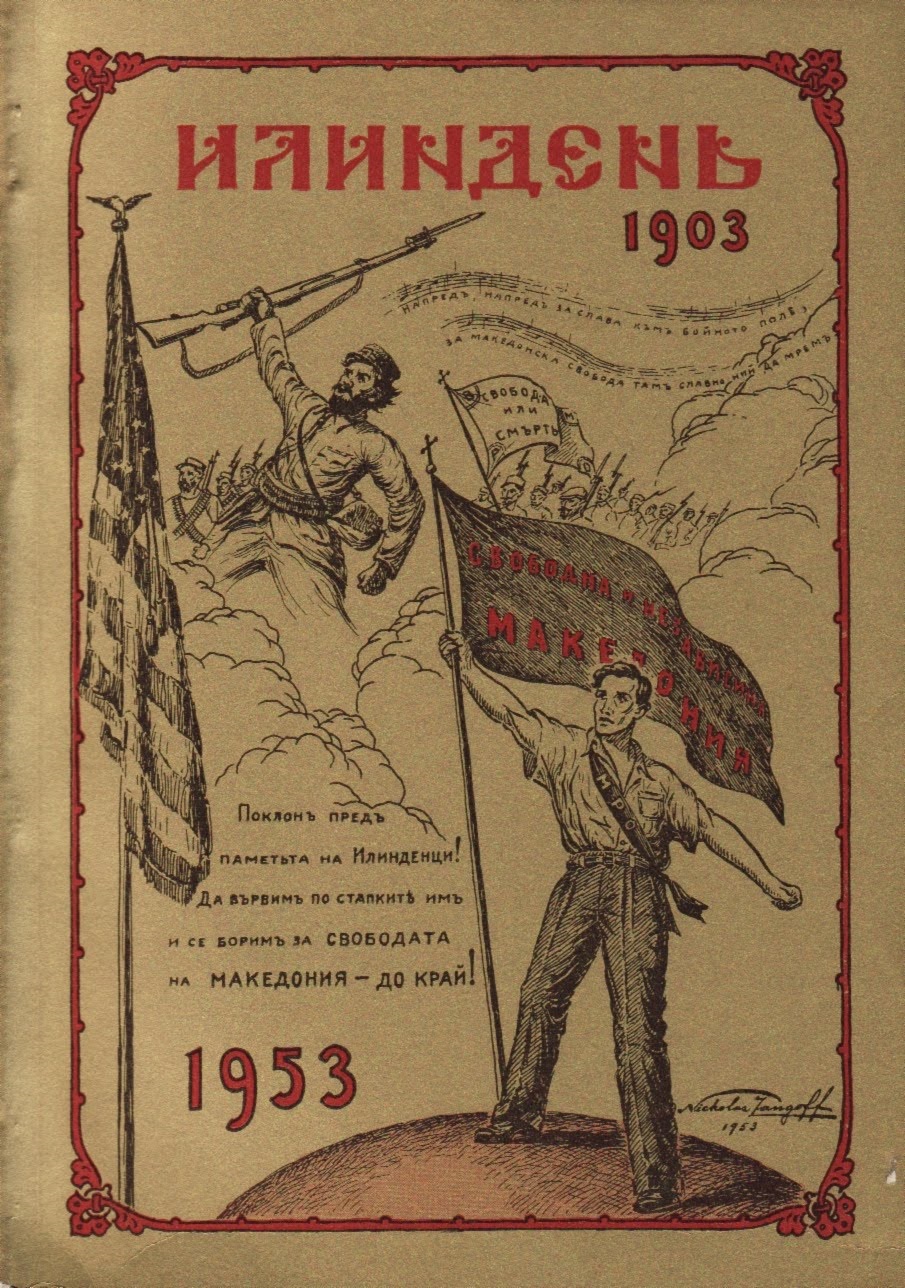 ИЛИНДЕНЬ
1903
НАПРЕДЪ, НАПРЕДЪ ЗА СЛАВА КЪМЪ БОЙНОТО ПОЛЕ,
ЗА МАКЕДОНСКА СВОБОДА ТАМЪ СЛАВНО НИЙ ДА МРЕМЪ
СВОБОДА
ИЛИ
СМЪРТЬ
СВОБОДНА И НЕЗАВИСИМА
МАКЕДОНИЯ
МПО
Поклонъ предъ
паметьта на Илинденци!
Да вървимъ по стапкитѣ имъ
и се боримъ за СВОБОДАТА
на МАКЕДОНИЯ — ДО КРАЙ!
1953
Nicholas Tangoff
1953